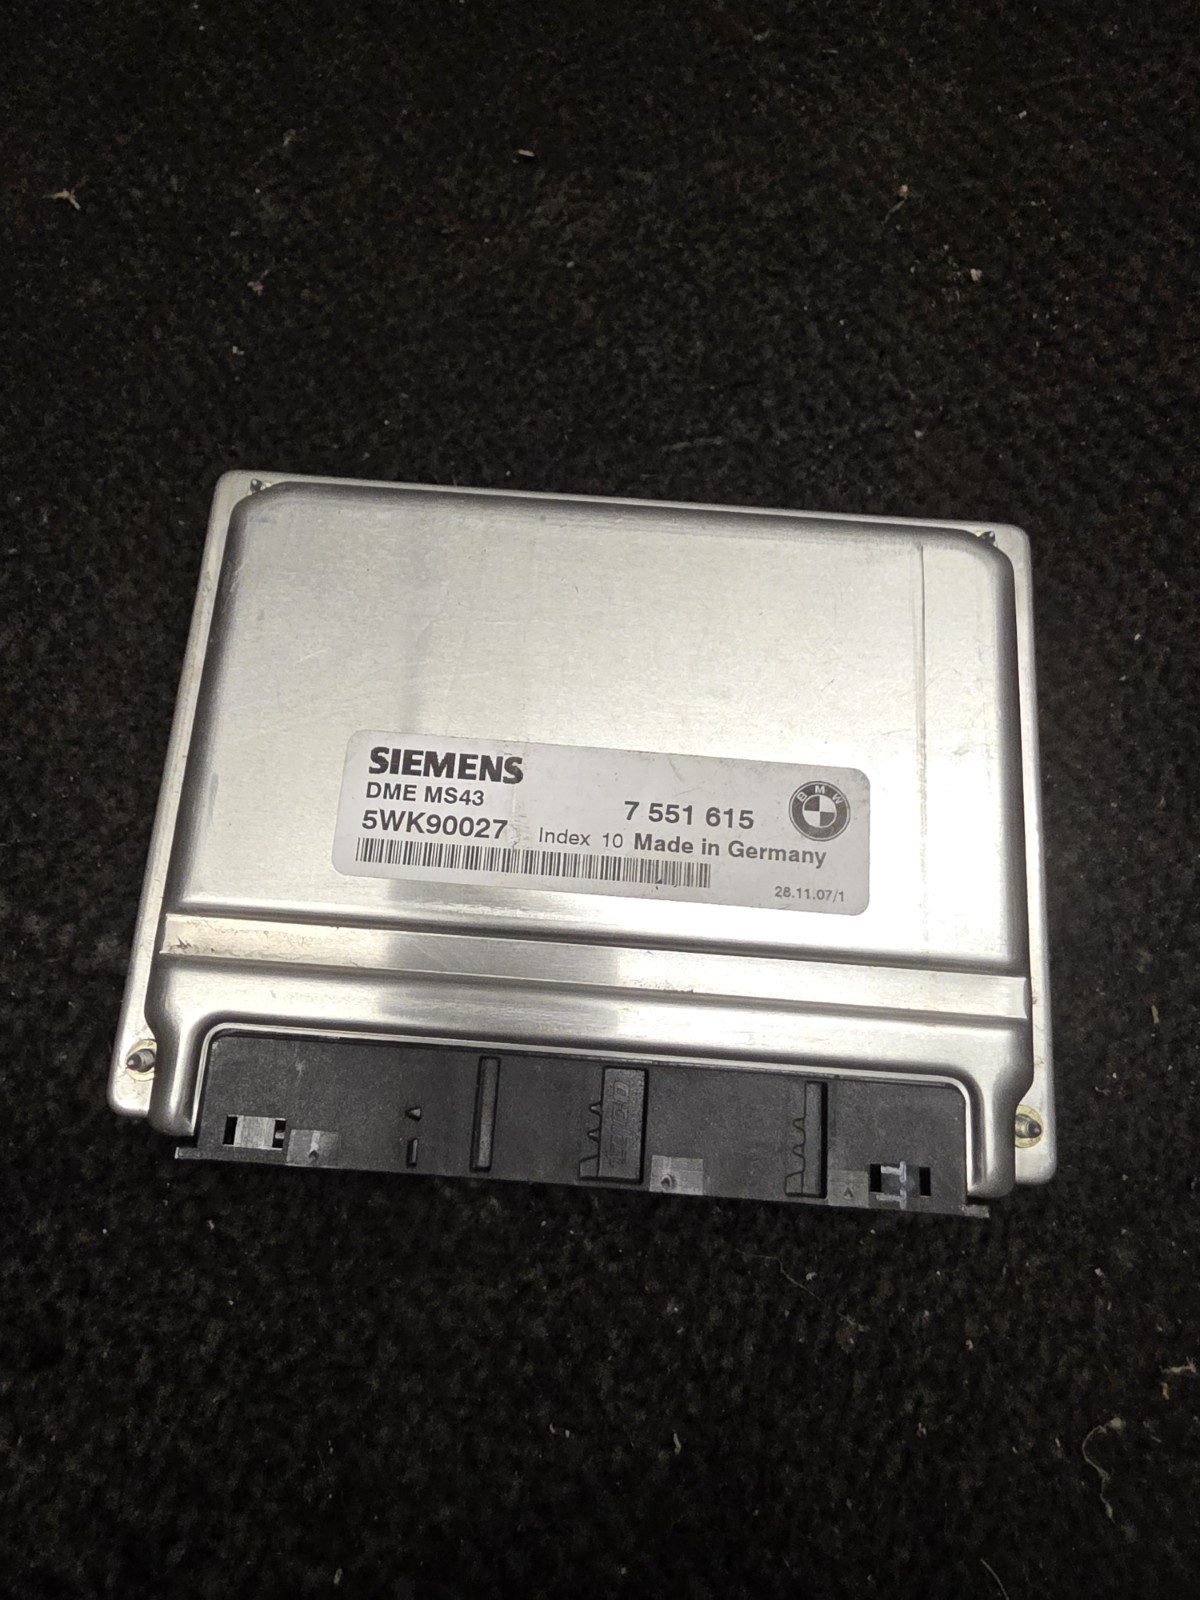 SIEMENS
DME MS43
5WK90027 Index 10 Made in Germany
7 551 615
BMW
28.11.07/1